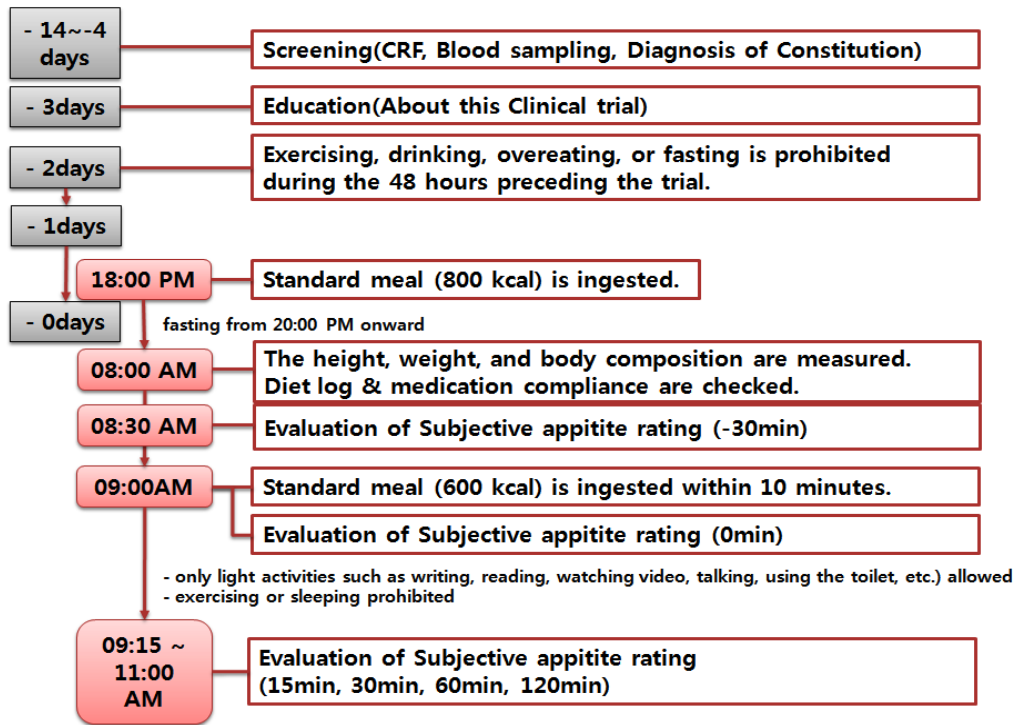 - 14~-4
days
Screening(CRF, Blood sampling, Diagnosis of Constitution)
- 3days
Education(About this Clinical trial)
- 2days
Exercising, drinking, overeating, or fasting is prohibited
during the 48 hours preceding the trial.
- 1days
18:00 PM
Standard meal (800 kcal) is ingested.
- 0days
fasting from 20:00 PM onward
08:00 AM
The height, weight, and body composition are measured.
Diet log & medication compliance are checked.
08:30 AM
Evaluation of Subjective appitite rating (-30min)
09:00AM
Standard meal (600 kcal) is ingested within 10 minutes.
Evaluation of Subjective appitite rating (0min)
- only light activities such as writing, reading, watching video, talking, using the toilet, etc.) allowed
- exercising or sleeping prohibited
09:15 ~
11:00
AM
Evaluation of Subjective appitite rating
(15min, 30min, 60min, 120min)